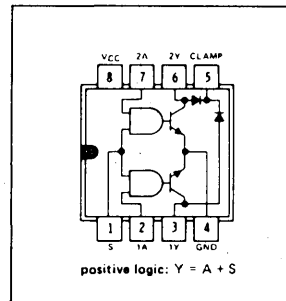 VCC 2A 2Y CLAMP
8 7 6 5
1 2 3 4
S 1A 1Y GND
positive logic: Y = A + S